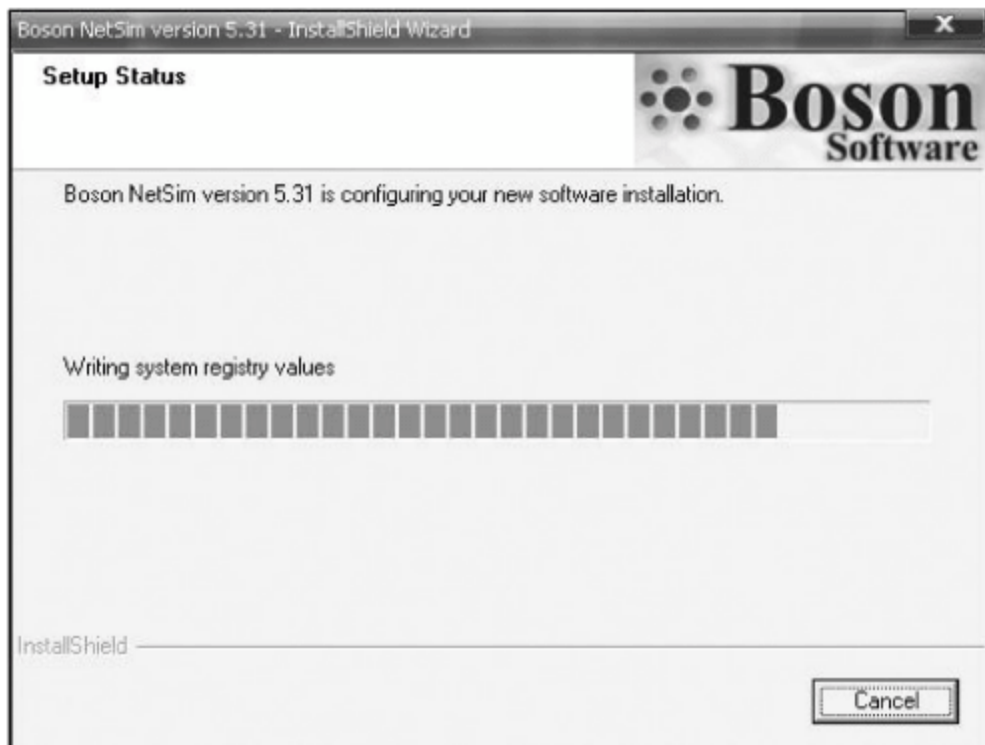 Boson NetSim version 5.31 - InstallShield Wizard
Setup Status
Boson
Software
Boson NetSim version 5.31 is configuring your new software installation.
Writing system registry values
InstallShield
Cancel